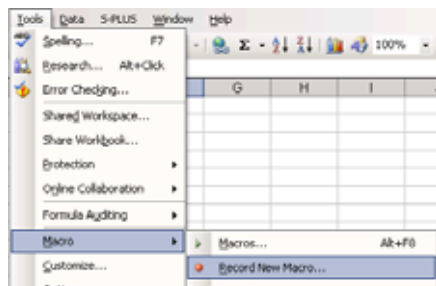 Tools Data S-PLUS Window Help
Spelling... F7
Σ 100%
Research... Alt+Click
Error Checking...
G H I
Shared Workspace...
Share Workbook...
Protection
Online Collaboration
Formula Auditing
Macro
Macros... Alt+F8
Customize...
Record New Macro...